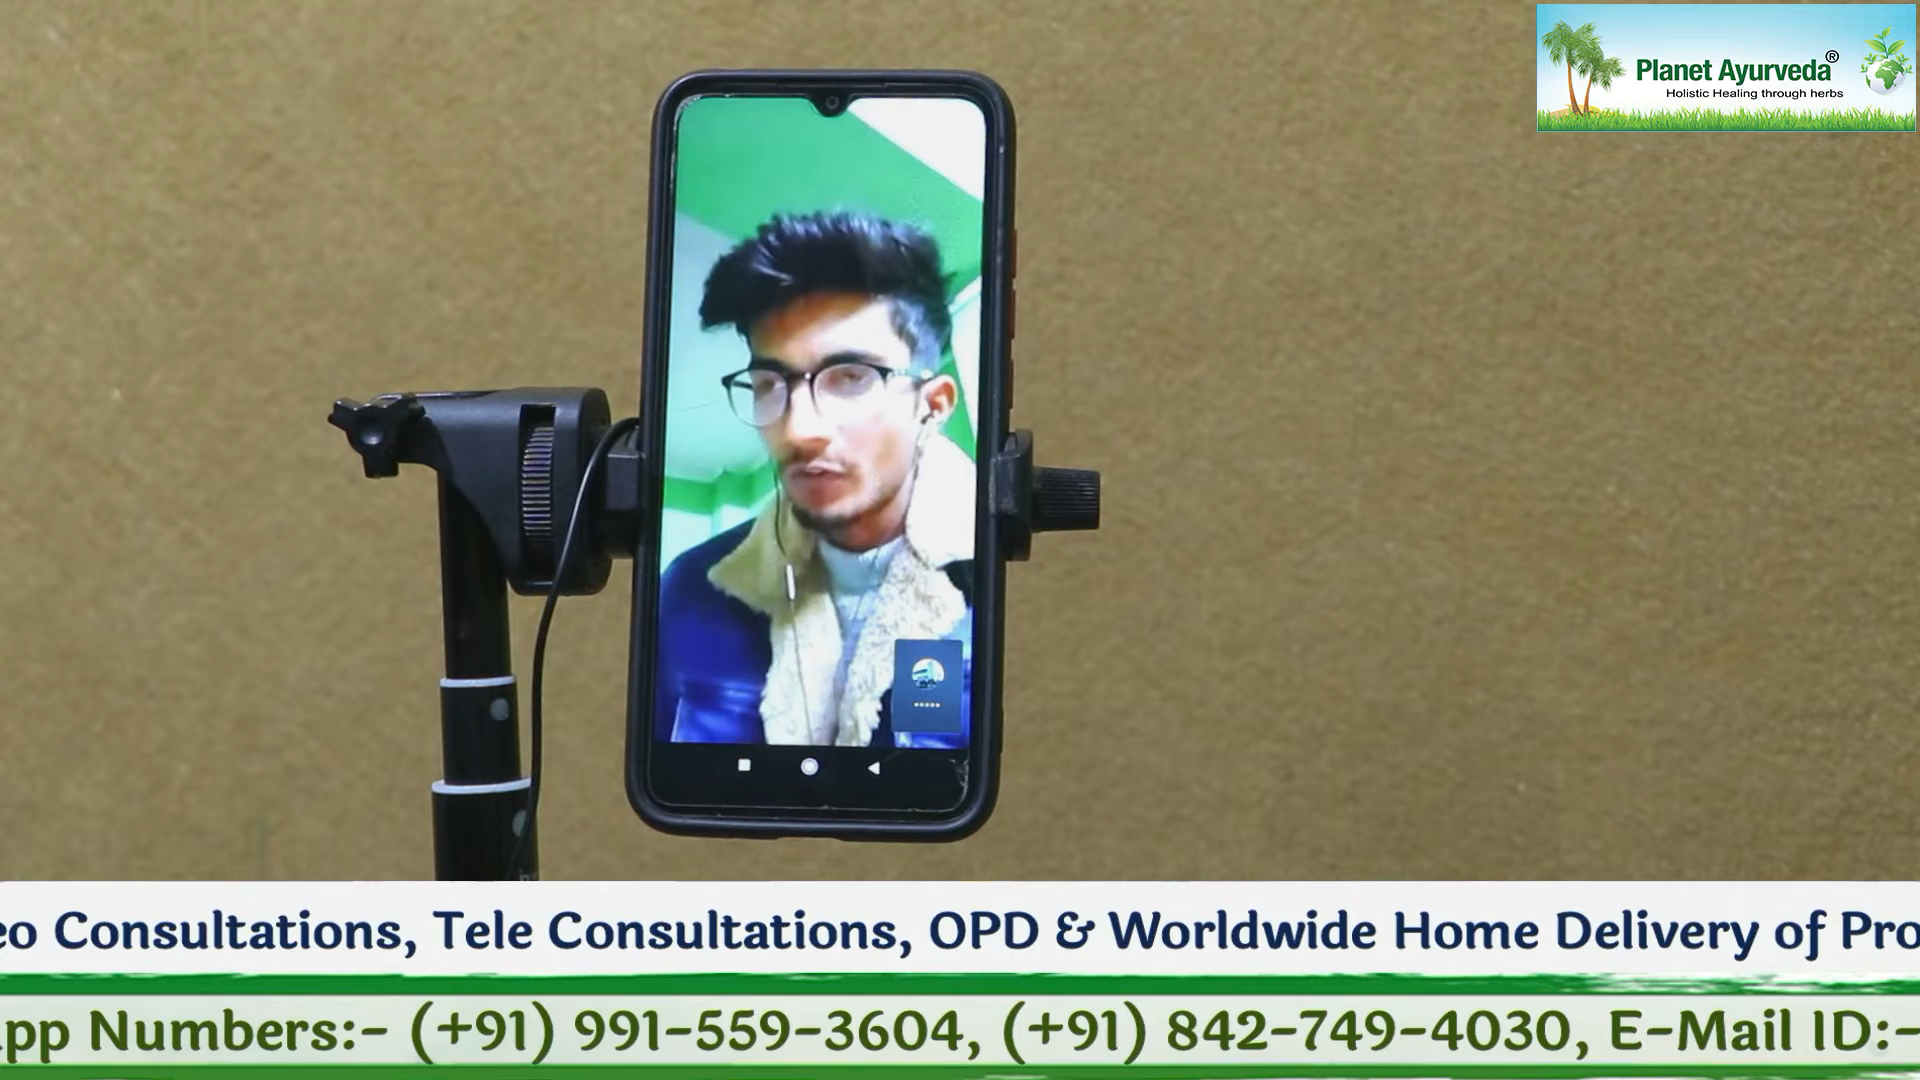 Planet Ayurveda®
Holistic Healing through herbs
eo Consultations, Tele Consultations, OPD & Worldwide Home Delivery of Pro
app Numbers:- (+91) 991-559-3604, (+91) 842-749-4030, E-Mail ID:-